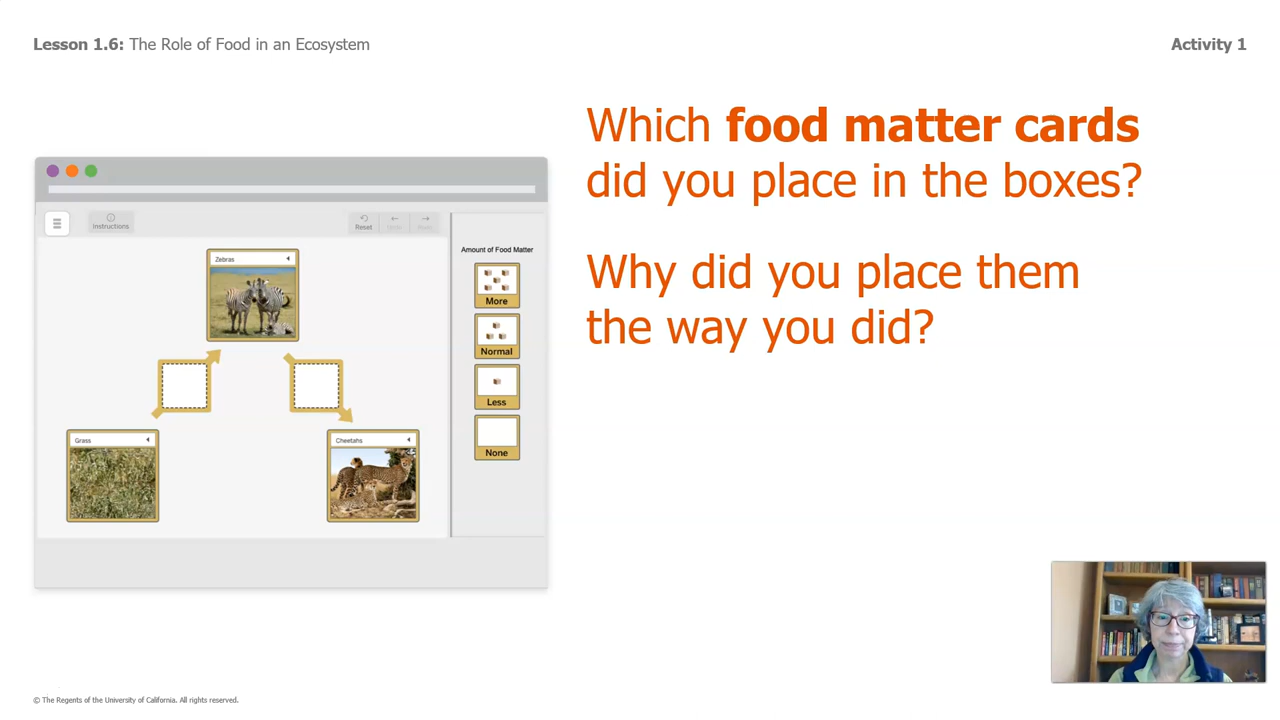 Lesson 1.6: The Role of Food in an Ecosystem
Activity 1
Which food matter cards
did you place in the boxes?
Why did you place them
the way you did?
Instructions
Reset
Amount of Food Matter
Zebras
More
Normal
Less
None
Grass
Cheetahs
© The Regents of the University of California. All rights reserved.